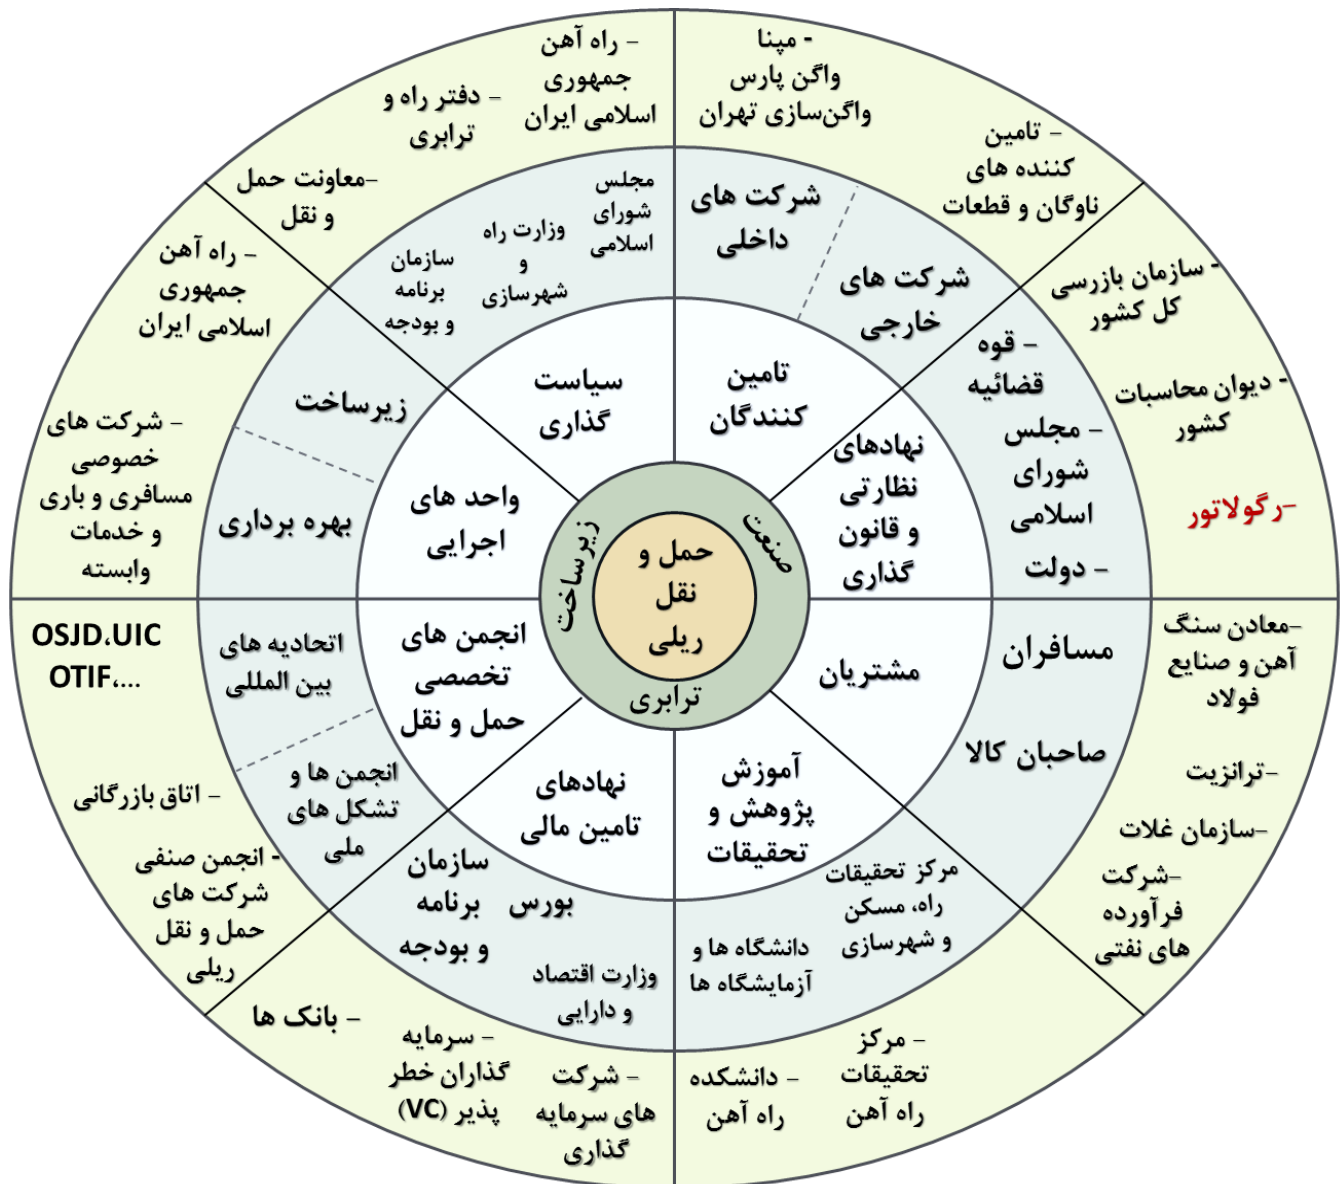 حمل و
نقل
ریلی
صنعت
زیرساخت
ترابری
تامین
کنندگان
شرکت های
داخلی
شرکت های
خارجی
- مپنا
واگن پارس
واگن‌سازی تهران
– تامین
کننده های
ناوگان و قطعات
نهادهای
نظارتی
و قانون
گذاری
– قوه
قضائیه
– مجلس
شورای
اسلامی
– دولت
- سازمان بازرسی
کل کشور
- دیوان محاسبات
کشور
–رگولاتور
مشتریان
مسافران
صاحبان کالا
–معادن سنگ
آهن و صنایع
فولاد
–ترانزیت
–سازمان غلات
–شرکت
فرآورده
های نفتی
آموزش
پژوهش و
تحقیقات
مرکز تحقیقات
راه، مسکن
و شهرسازی
دانشگاه ها و
آزمایشگاه ها
– مرکز
تحقیقات
راه آهن
– دانشکده
راه آهن
نهادهای
تامین مالی
بورس
سازمان
برنامه
و بودجه
وزارت اقتصاد
و دارایی
– شرکت
های سرمایه
گذاری
– سرمایه
گذاران خطر
پذیر (VC)
– بانک ها
انجمن های
تخصصی
حمل و نقل
اتحادیه های
بین المللی
انجمن ها و
تشکل های
ملی
OSJD،UIC
OTIF،...
– اتاق بازرگانی
- انجمن صنفی
شرکت های
حمل و نقل
ریلی
واحد های
اجرایی
زیرساخت
بهره برداری
– راه آهن
جمهوری
اسلامی ایران
– شرکت های
خصوصی
مسافری و باری
و خدمات
وابسته
سیاست
گذاری
مجلس
شورای
اسلامی
وزارت راه
و
شهرسازی
سازمان
برنامه
و بودجه
– راه آهن
جمهوری
اسلامی ایران
– دفتر راه و
ترابری
–معاونت حمل
و نقل